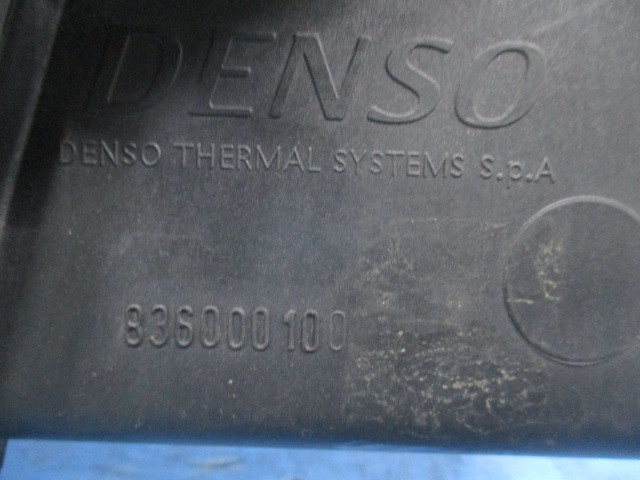 DENSO
DENSO THERMAL SYSTEMS S.p.A
836000100